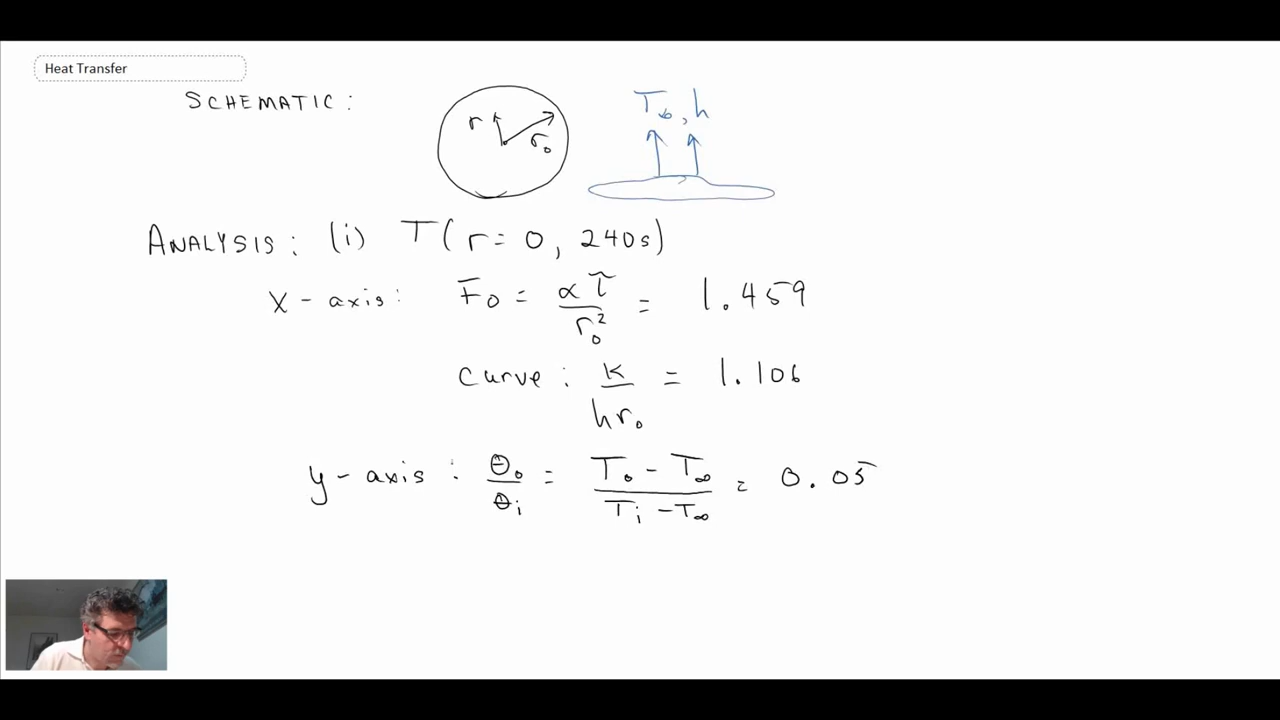 Heat Transfer
SCHEMATIC:
r r₀ T∞, h
ANALYSIS: (i) T(r=0, 240s)
x-axis: Fo = ατ/r₀² = 1.459
curve: k/hr₀ = 1.106
y-axis: θ₀/θᵢ = T₀-T∞/Tᵢ-T∞ = 0.05